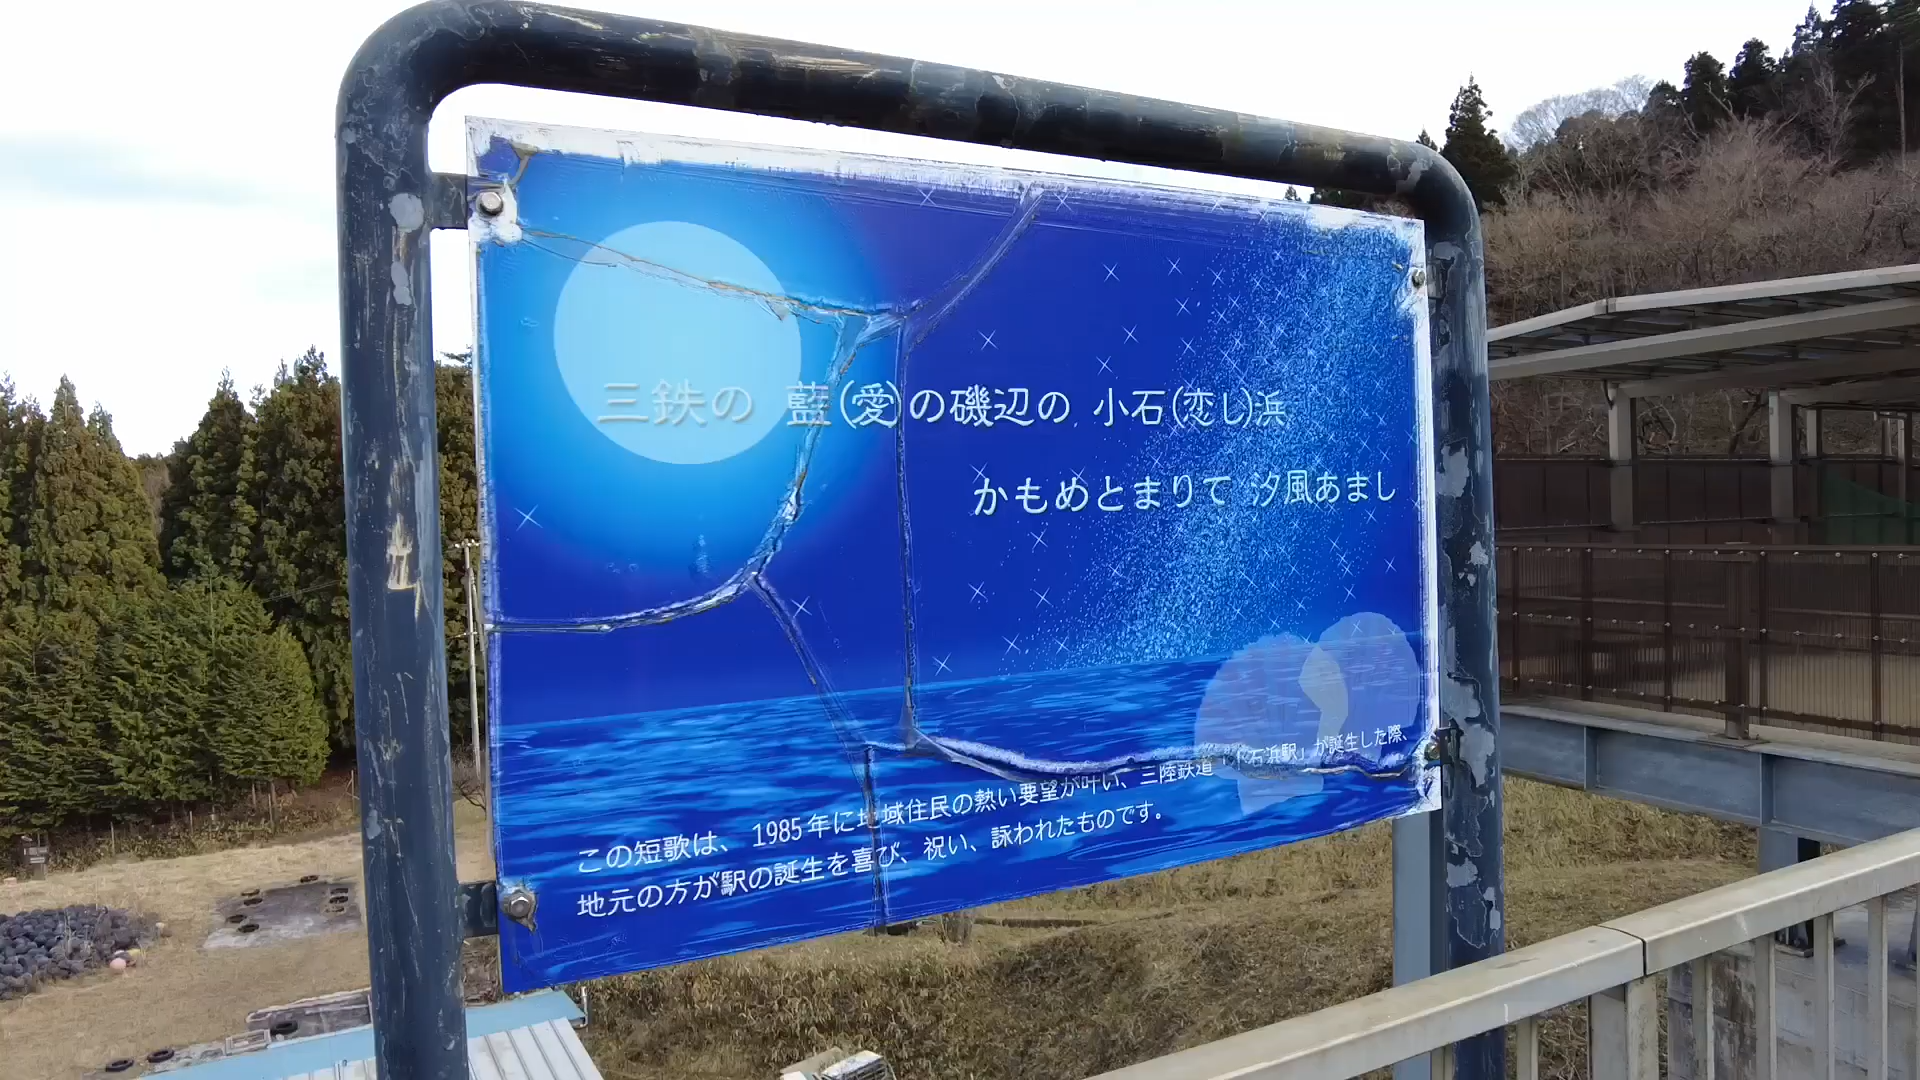 三鉄の 藍(愛)の磯辺の 小石(恋し)浜
かもめとまりて 汐風あまし
この短歌は、1985年に地域住民の熱い要望が叶い、三陸鉄道「小石浜駅」が誕生した際、
地元の方が駅の誕生を喜び、祝い、詠われたものです。